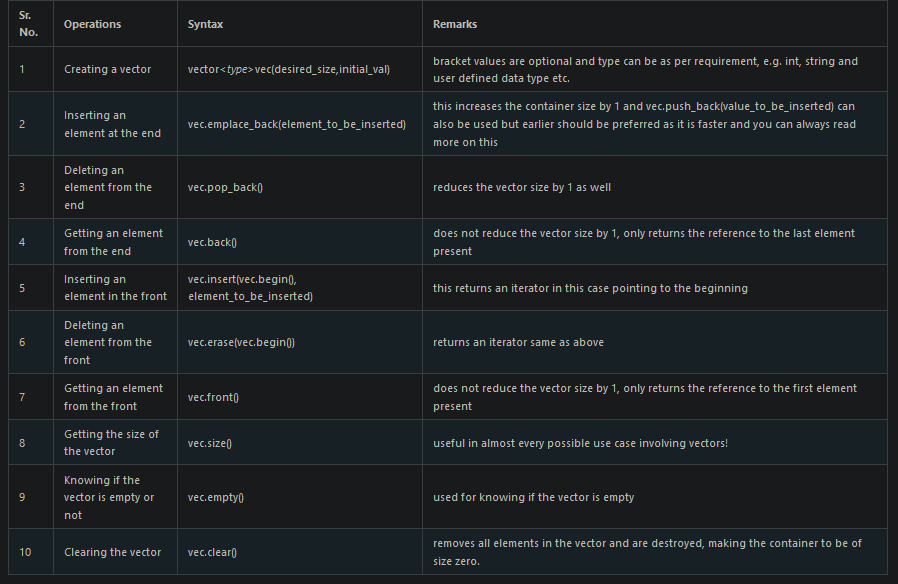 Sr.
No.
Operations
Syntax
Remarks
1
Creating a vector
vector<type>vec(desired_size,initial_val)
bracket values are optional and type can be as per requirement, e.g. int, string and
user defined data type etc.
2
Inserting an
element at the end
vec.emplace_back(element_to_be_inserted)
this increases the container size by 1 and vec.push_back(value_to_be_inserted) can
also be used but earlier should be preferred as it is faster and you can always read
more on this
3
Deleting an
element from the
end
vec.pop_back()
reduces the vector size by 1 as well
4
Getting an element
from the end
vec.back()
does not reduce the vector size by 1, only returns the reference to the last element
present
5
Inserting an
element in the front
vec.insert(vec.begin(),
element_to_be_inserted)
this returns an iterator in this case pointing to the beginning
6
Deleting an
element from the
front
vec.erase(vec.begin())
returns an iterator same as above
7
Getting an element
from the front
vec.front()
does not reduce the vector size by 1, only returns the reference to the first element
present
8
Getting the size of
the vector
vec.size()
useful in almost every possible use case involving vectors!
9
Knowing if the
vector is empty or
not
vec.empty()
used for knowing if the vector is empty
10
Clearing the vector
vec.clear()
removes all elements in the vector and are destroyed, making the container to be of
size zero.